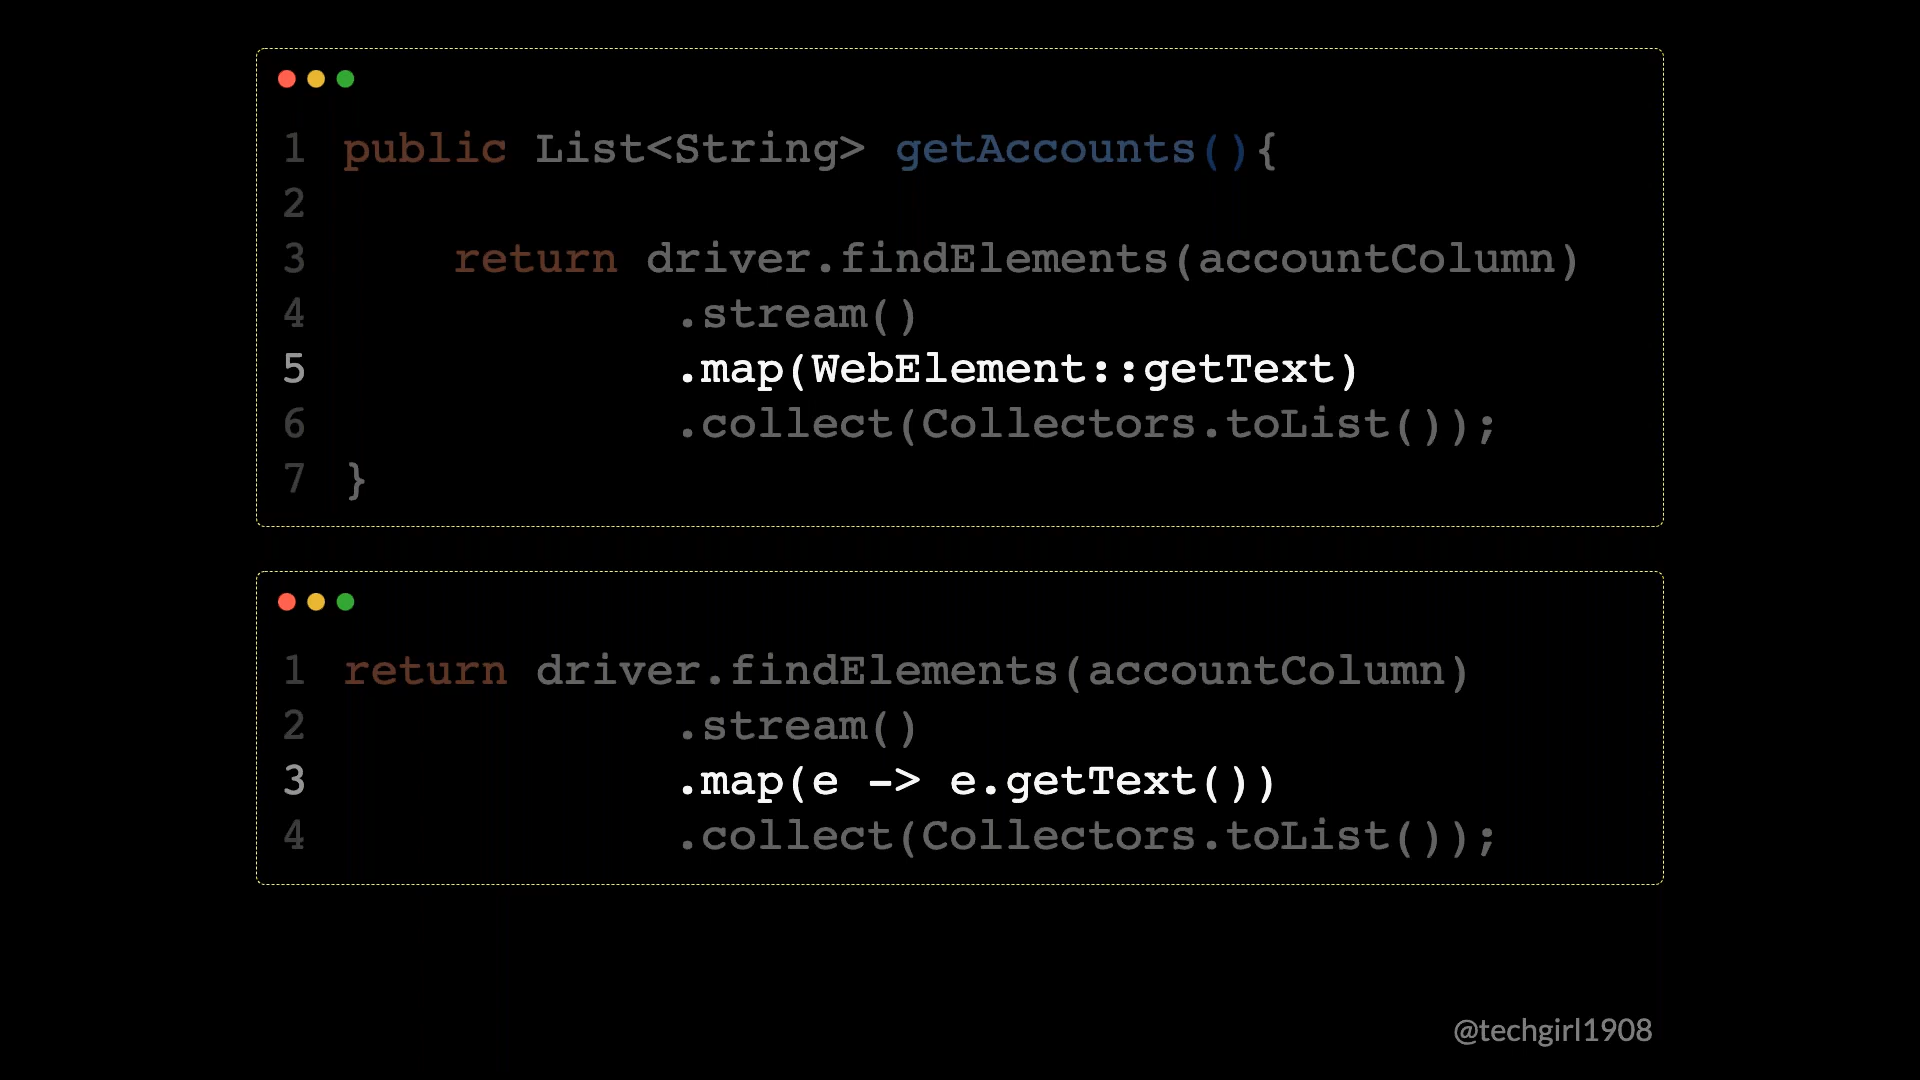 1 public List<String> getAccounts(){
2
3     return driver.findElements(accountColumn)
4             .stream()
5             .map(WebElement::getText)
6             .collect(Collectors.toList());
7 }
1 return driver.findElements(accountColumn)
2             .stream()
3             .map(e -> e.getText())
4             .collect(Collectors.toList());
@techgirl1908